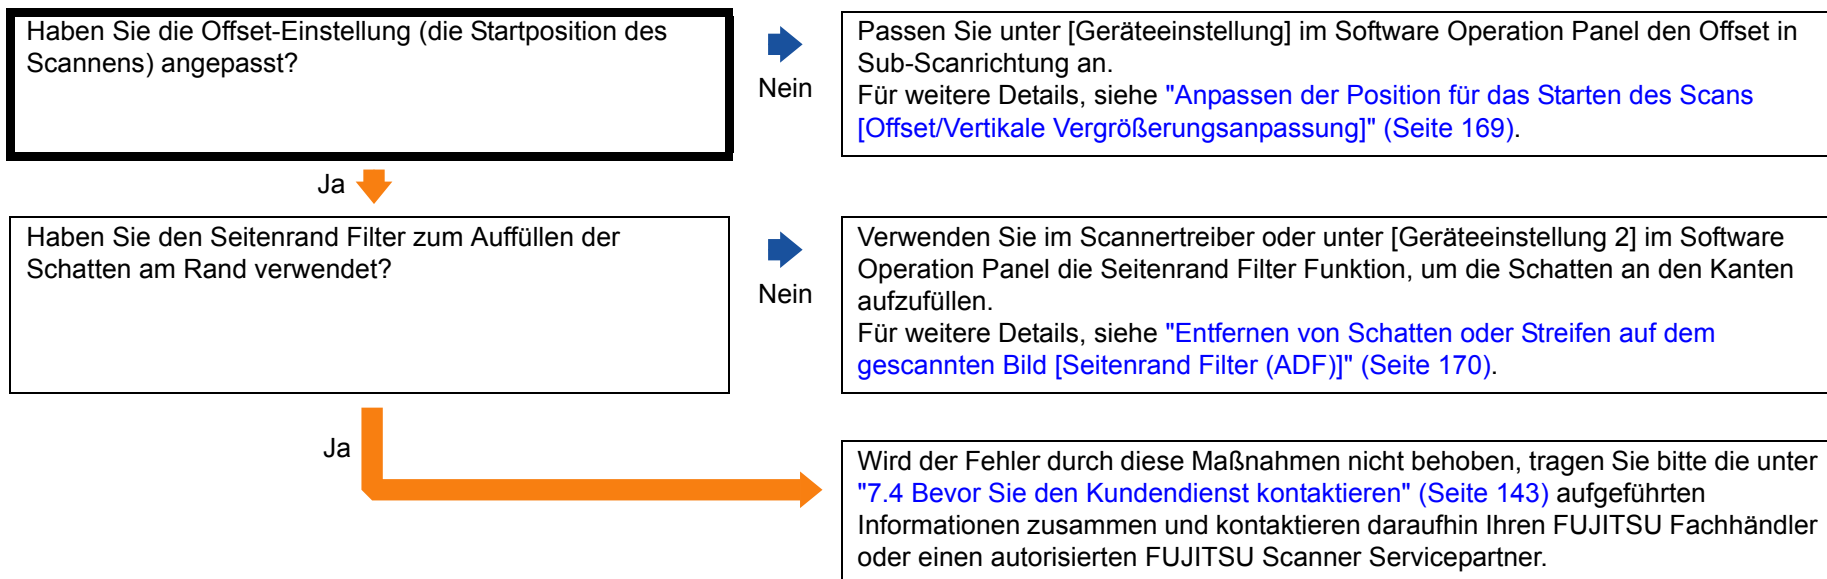 Haben Sie die Offset-Einstellung (die Startposition des
Scannens) angepasst?
Nein
Passen Sie unter [Geräteeinstellung] im Software Operation Panel den Offset in
Sub-Scanrichtung an.
Für weitere Details, siehe "Anpassen der Position für das Starten des Scans
[Offset/Vertikale Vergrößerungsanpassung]" (Seite 169).
Ja
Haben Sie den Seitenrand Filter zum Auffüllen der
Schatten am Rand verwendet?
Nein
Verwenden Sie im Scannertreiber oder unter [Geräteeinstellung 2] im Software
Operation Panel die Seitenrand Filter Funktion, um die Schatten an den Kanten
aufzufüllen.
Für weitere Details, siehe "Entfernen von Schatten oder Streifen auf dem
gescannten Bild [Seitenrand Filter (ADF)]" (Seite 170).
Ja
Wird der Fehler durch diese Maßnahmen nicht behoben, tragen Sie bitte die unter
"7.4 Bevor Sie den Kundendienst kontaktieren" (Seite 143) aufgeführten
Informationen zusammen und kontaktieren daraufhin Ihren FUJITSU Fachhändler
oder einen autorisierten FUJITSU Scanner Servicepartner.